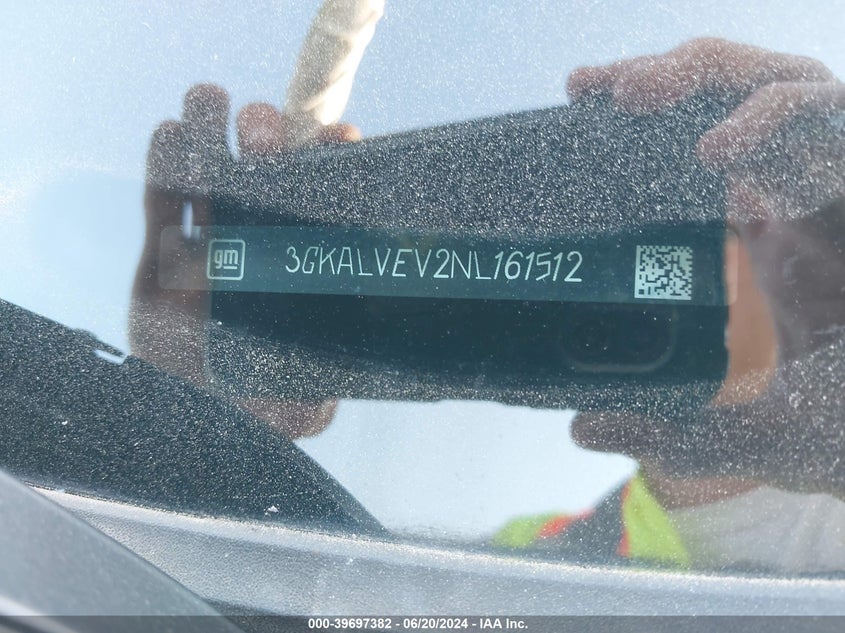 gm 3GKALVEV2NL161512
000-39697382 - 06/20/2024 - IAA Inc.